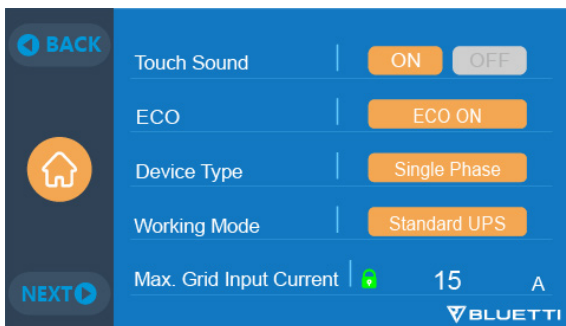 BACK
Touch Sound ON OFF
ECO ECO ON
Device Type Single Phase
Working Mode Standard UPS
Max. Grid Input Current 15 A
NEXT
BLUETTI